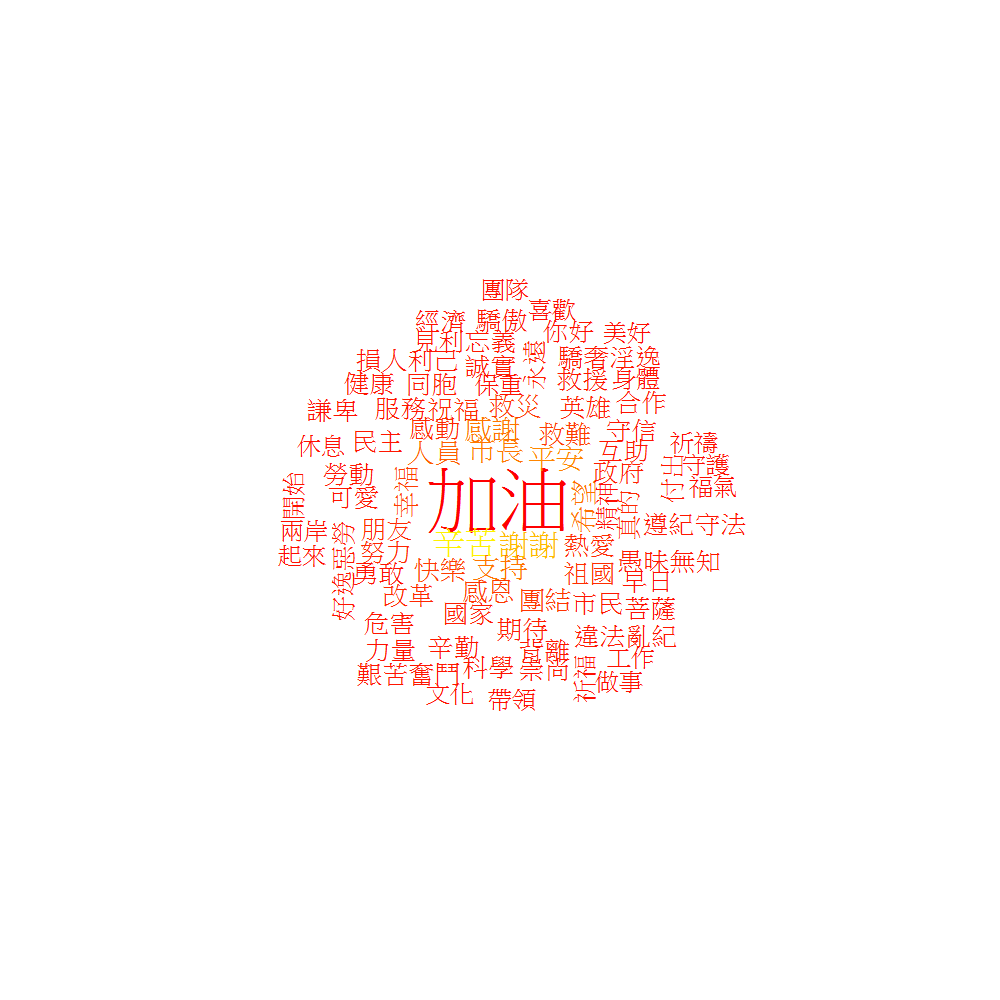 團隊
喜歡
經濟 驕傲
你好 美好
見利忘義
永遠
損人利己 誠實
驕奢淫逸
健康 同胞 保重 救援 身體
謙卑 服務 祝福 救災 英雄 合作
感動 感謝 救難 守信
休息 民主 人員 市長 平安 互助 祈禱
守護
勞動 幸福 政府 付出 福氣
開始 可愛 加油 希望 精神 真的
兩岸 朋友 遵紀守法
好逸惡勞
起來 努力 辛苦 謝謝 熱愛 愚昧無知
勇敢 快樂 支持 祖國 早日
改革 感恩 團結 市民 菩薩
危害 國家 期待 違法亂紀
力量 辛勤 背離 工作
艱苦奮鬥 科學 崇尚 祈福 做事
文化 帶領